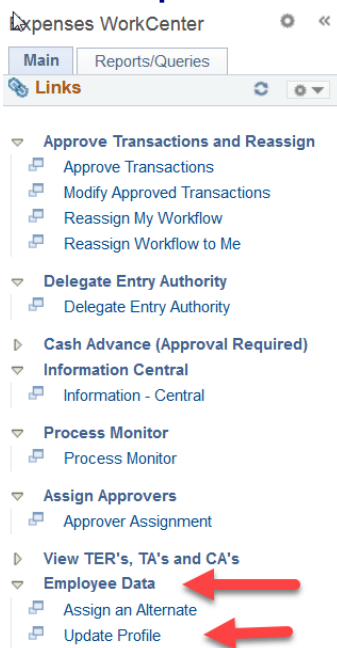 Expenses WorkCenter
Main Reports/Queries
Links
Approve Transactions and Reassign
Approve Transactions
Modify Approved Transactions
Reassign My Workflow
Reassign Workflow to Me
Delegate Entry Authority
Delegate Entry Authority
Cash Advance (Approval Required)
Information Central
Information - Central
Process Monitor
Process Monitor
Assign Approvers
Approver Assignment
View TER's, TA's and CA's
Employee Data
Assign an Alternate
Update Profile